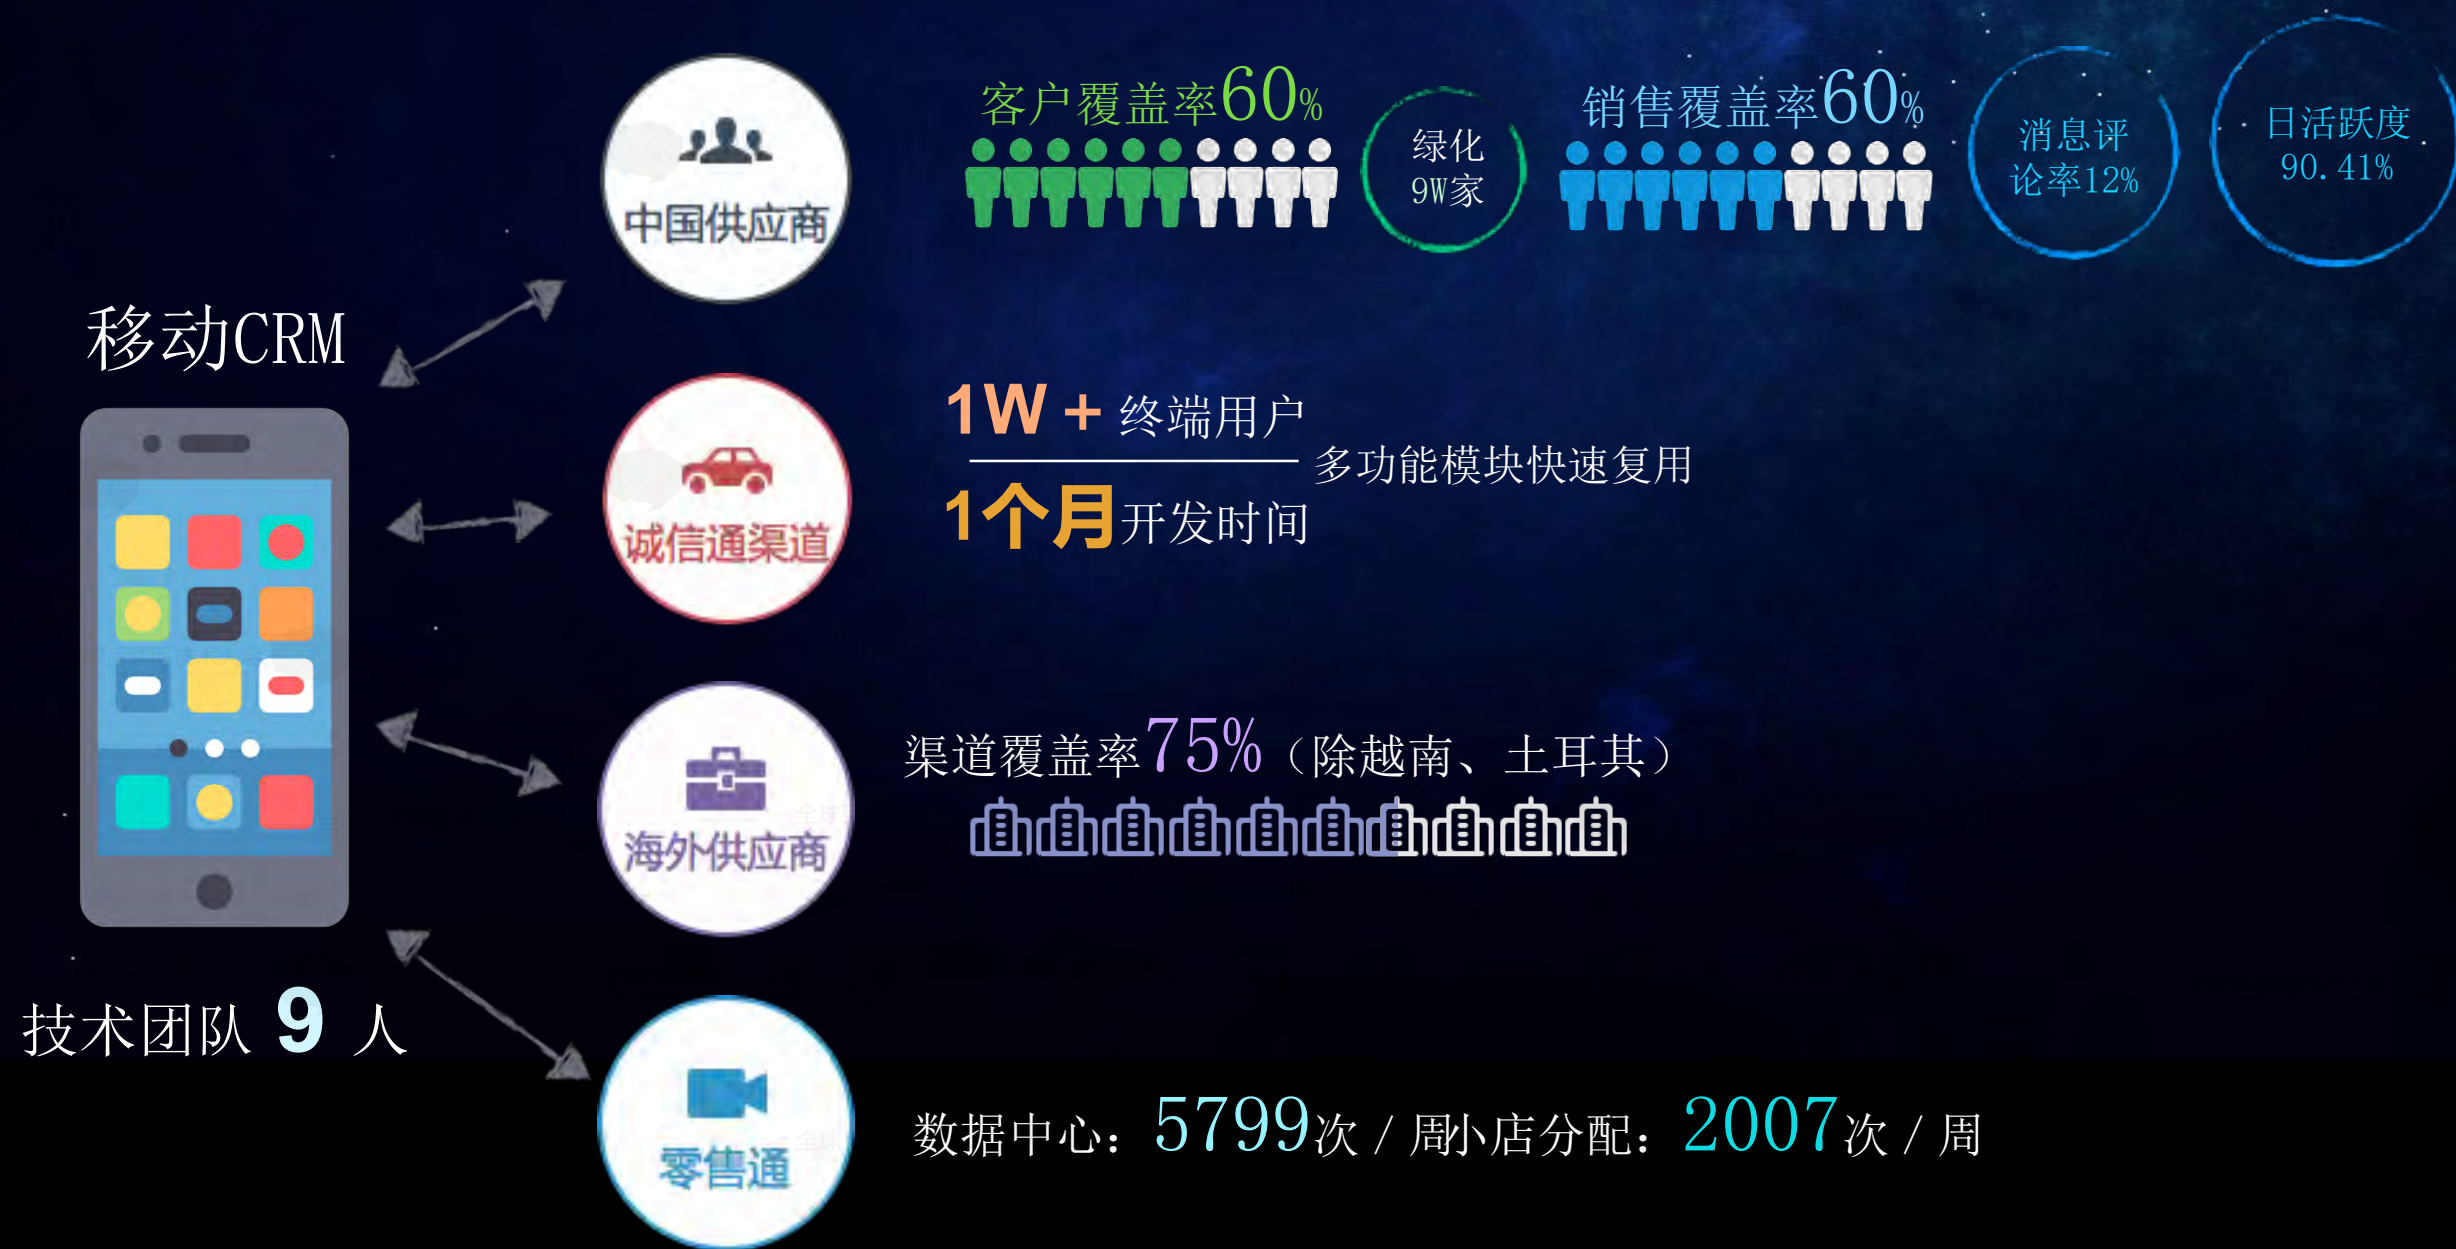 移动CRM
技术团队 9 人
中国供应商
客户覆盖率60%
绿化
9W家
销售覆盖率60%
消息评
论率12%
日活跃度
90.41%
诚信通渠道
1W + 终端用户
多功能模块快速复用
1个月开发时间
海外供应商
渠道覆盖率75%（除越南、土耳其）
零售通
数据中心：5799次 / 周小店分配：2007次 / 周